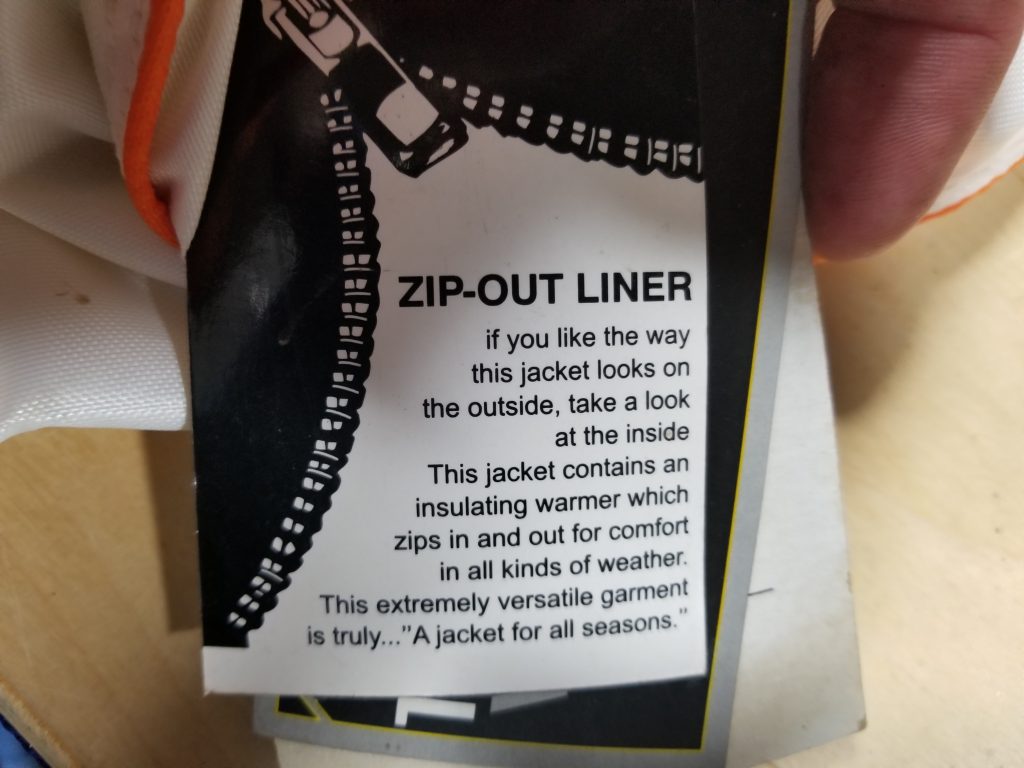 ZIP-OUT LINER
if you like the way
this jacket looks on
the outside, take a look
at the inside
This jacket contains an
insulating warmer which
zips in and out for comfort
in all kinds of weather.
This extremely versatile garment
is truly..."A jacket for all seasons."